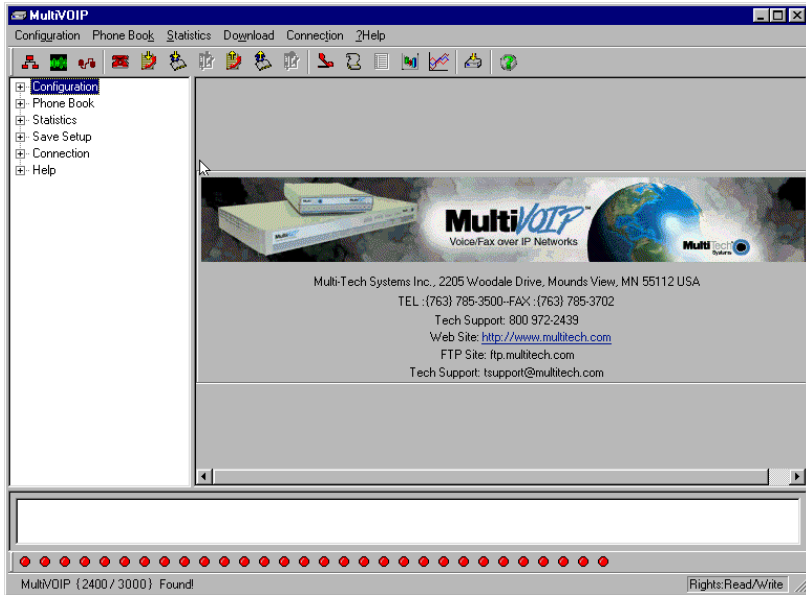 MultiVOIP
Configuration Phone Book Statistics Download Connection ?Help
Configuration
Phone Book
Statistics
Save Setup
Connection
Help
MultiVOIP™
Voice/Fax over IP Networks
MultiTech
Systems
Multi-Tech Systems Inc., 2205 Woodale Drive, Mounds View, MN 55112 USA
TEL :(763) 785-3500--FAX :(763) 785-3702
Tech Support: 800 972-2439
Web Site: http://www.multitech.com
FTP Site: ftp.multitech.com
Tech Support: tsupport@multitech.com
MultiVOIP (2400 / 3000) Found!
Rights:Read/Write